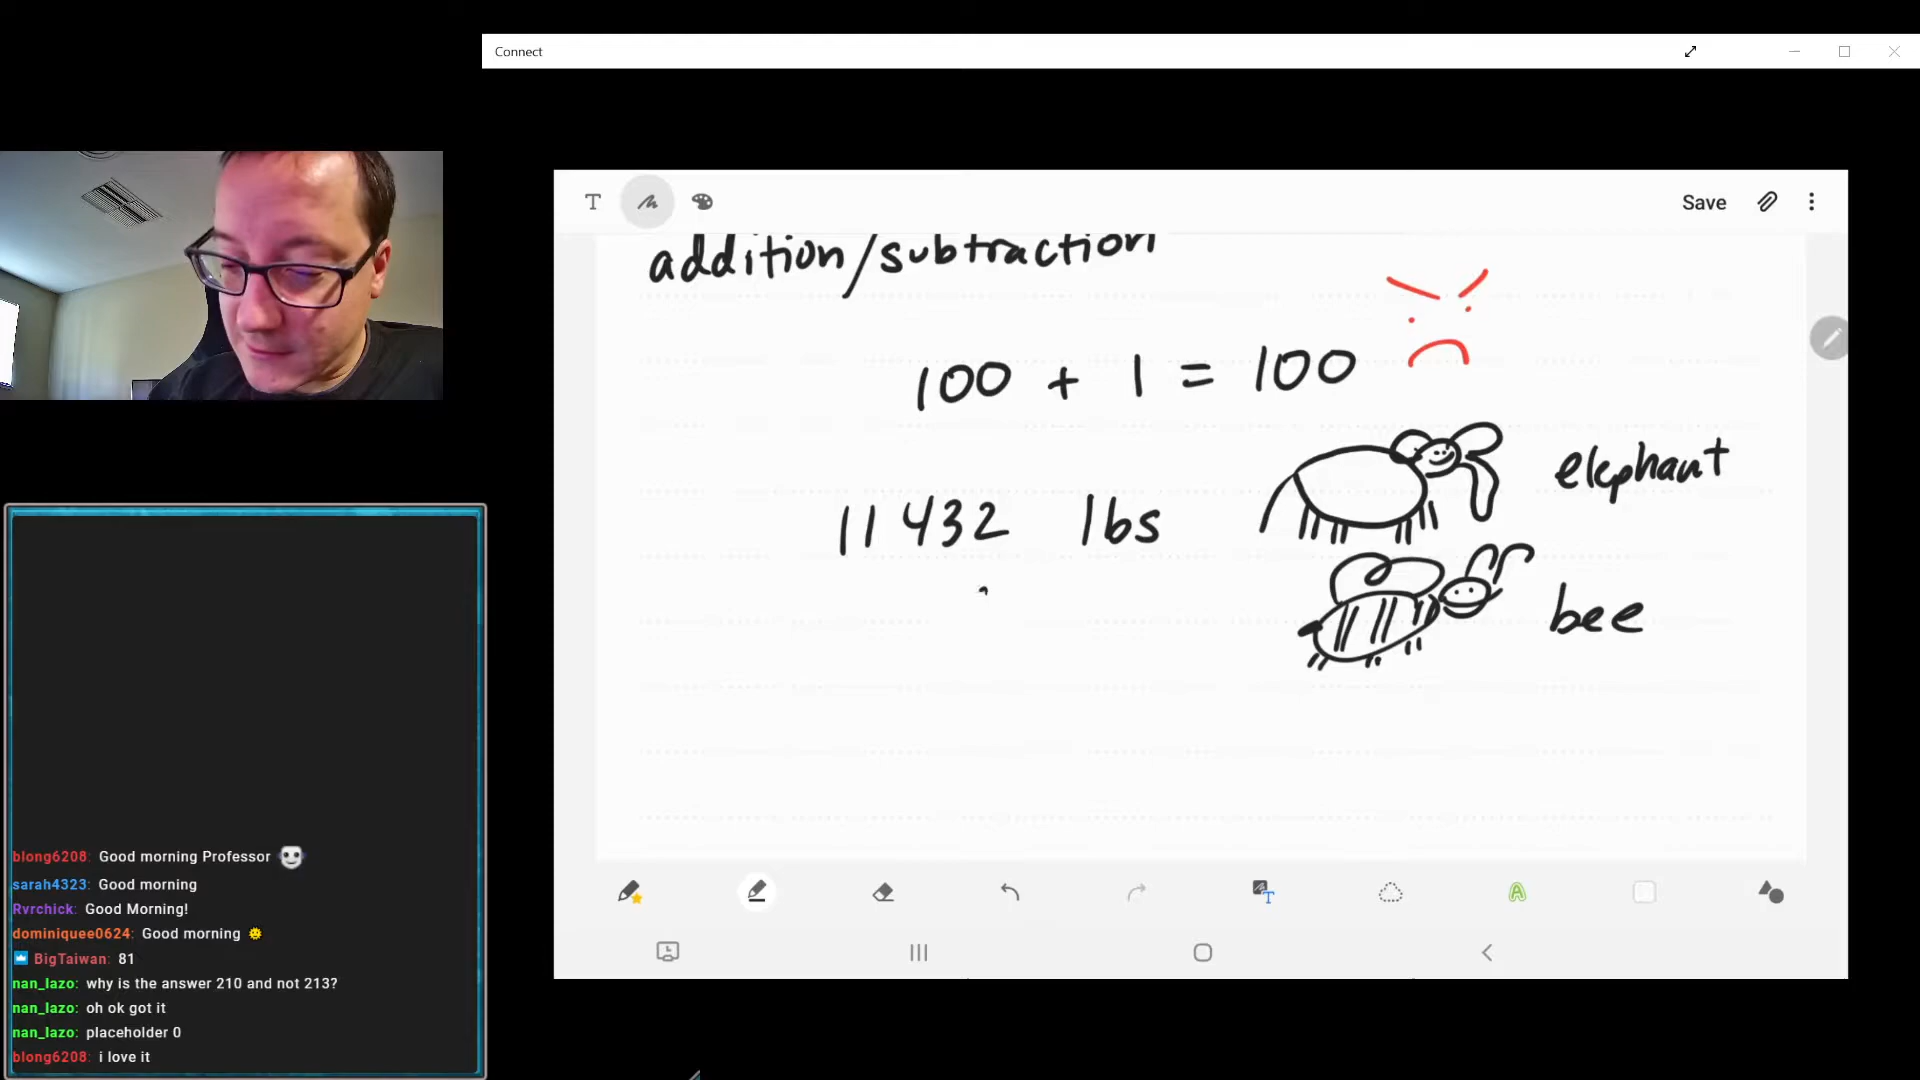 Connect
T
Save
addition/subtraction
100 + 1 = 100
elephant
11432 lbs
bee
T
A
blong6208: Good morning Professor
sarah4323: Good morning
Rvrchick: Good Morning!
dominiquee0624: Good morning
BigTaiwan: 81
nan_lazo: why is the answer 210 and not 213?
nan_lazo: oh ok got it
nan_lazo: placeholder 0
blong6208: i love it